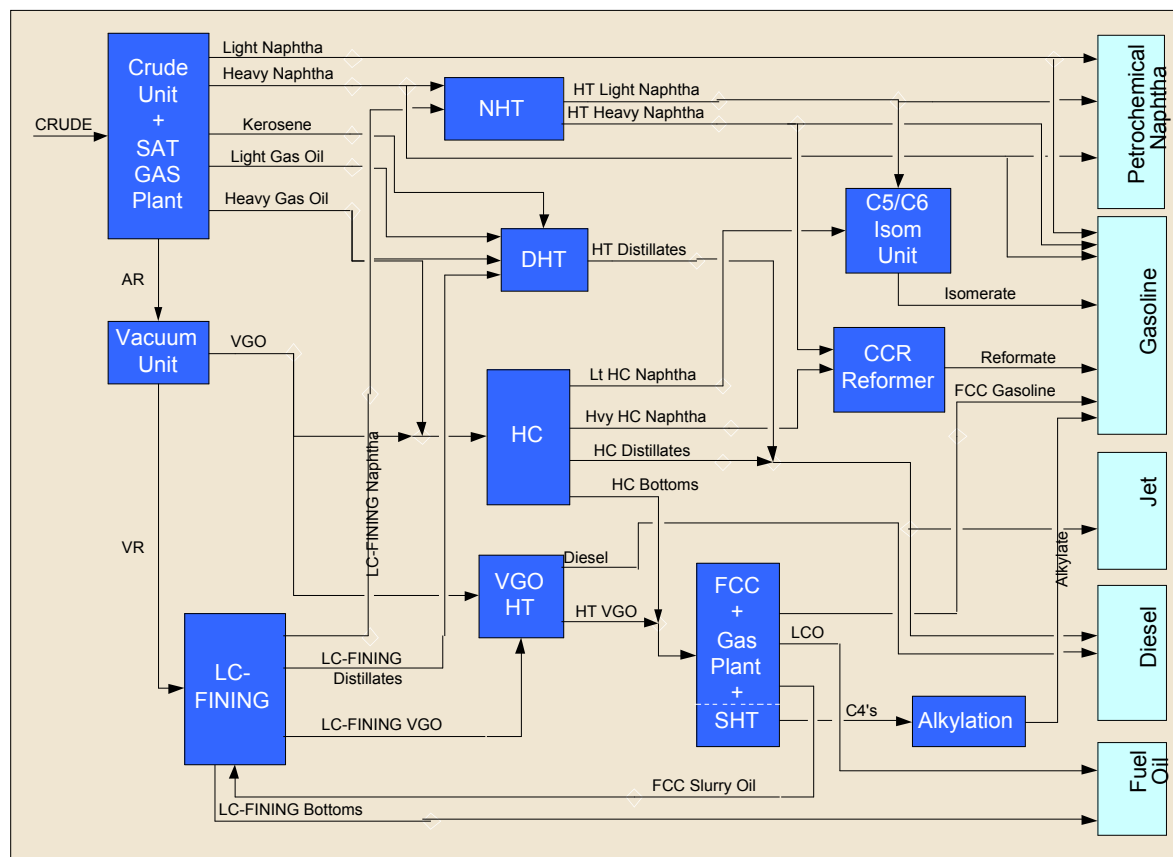 Light Naphtha
Heavy Naphtha
Crude
Unit
+
SAT
GAS
Plant
CRUDE
Kerosene
Light Gas Oil
Heavy Gas Oil
NHT
HT Light Naphtha
HT Heavy Naphtha
Petrochemical
Naphtha
C5/C6
Isom
Unit
DHT
HT Distillates
Isomerate
Gasoline
AR
Vacuum
Unit
VGO
CCR
Reformer
Reformate
FCC Gasoline
Lt HC Naphtha
Hvy HC Naphtha
HC
HC Distillates
HC Bottoms
LC-FINING Naphtha
Jet
VR
Diesel
VGO
HT
HT VGO
FCC
+
Gas
Plant
+
SHT
LCO
Alkylate
Diesel
LC-
FINING
LC-FINING
Distillates
LC-FINING VGO
C4's
Alkylation
FCC Slurry Oil
LC-FINING Bottoms
Fuel
Oil